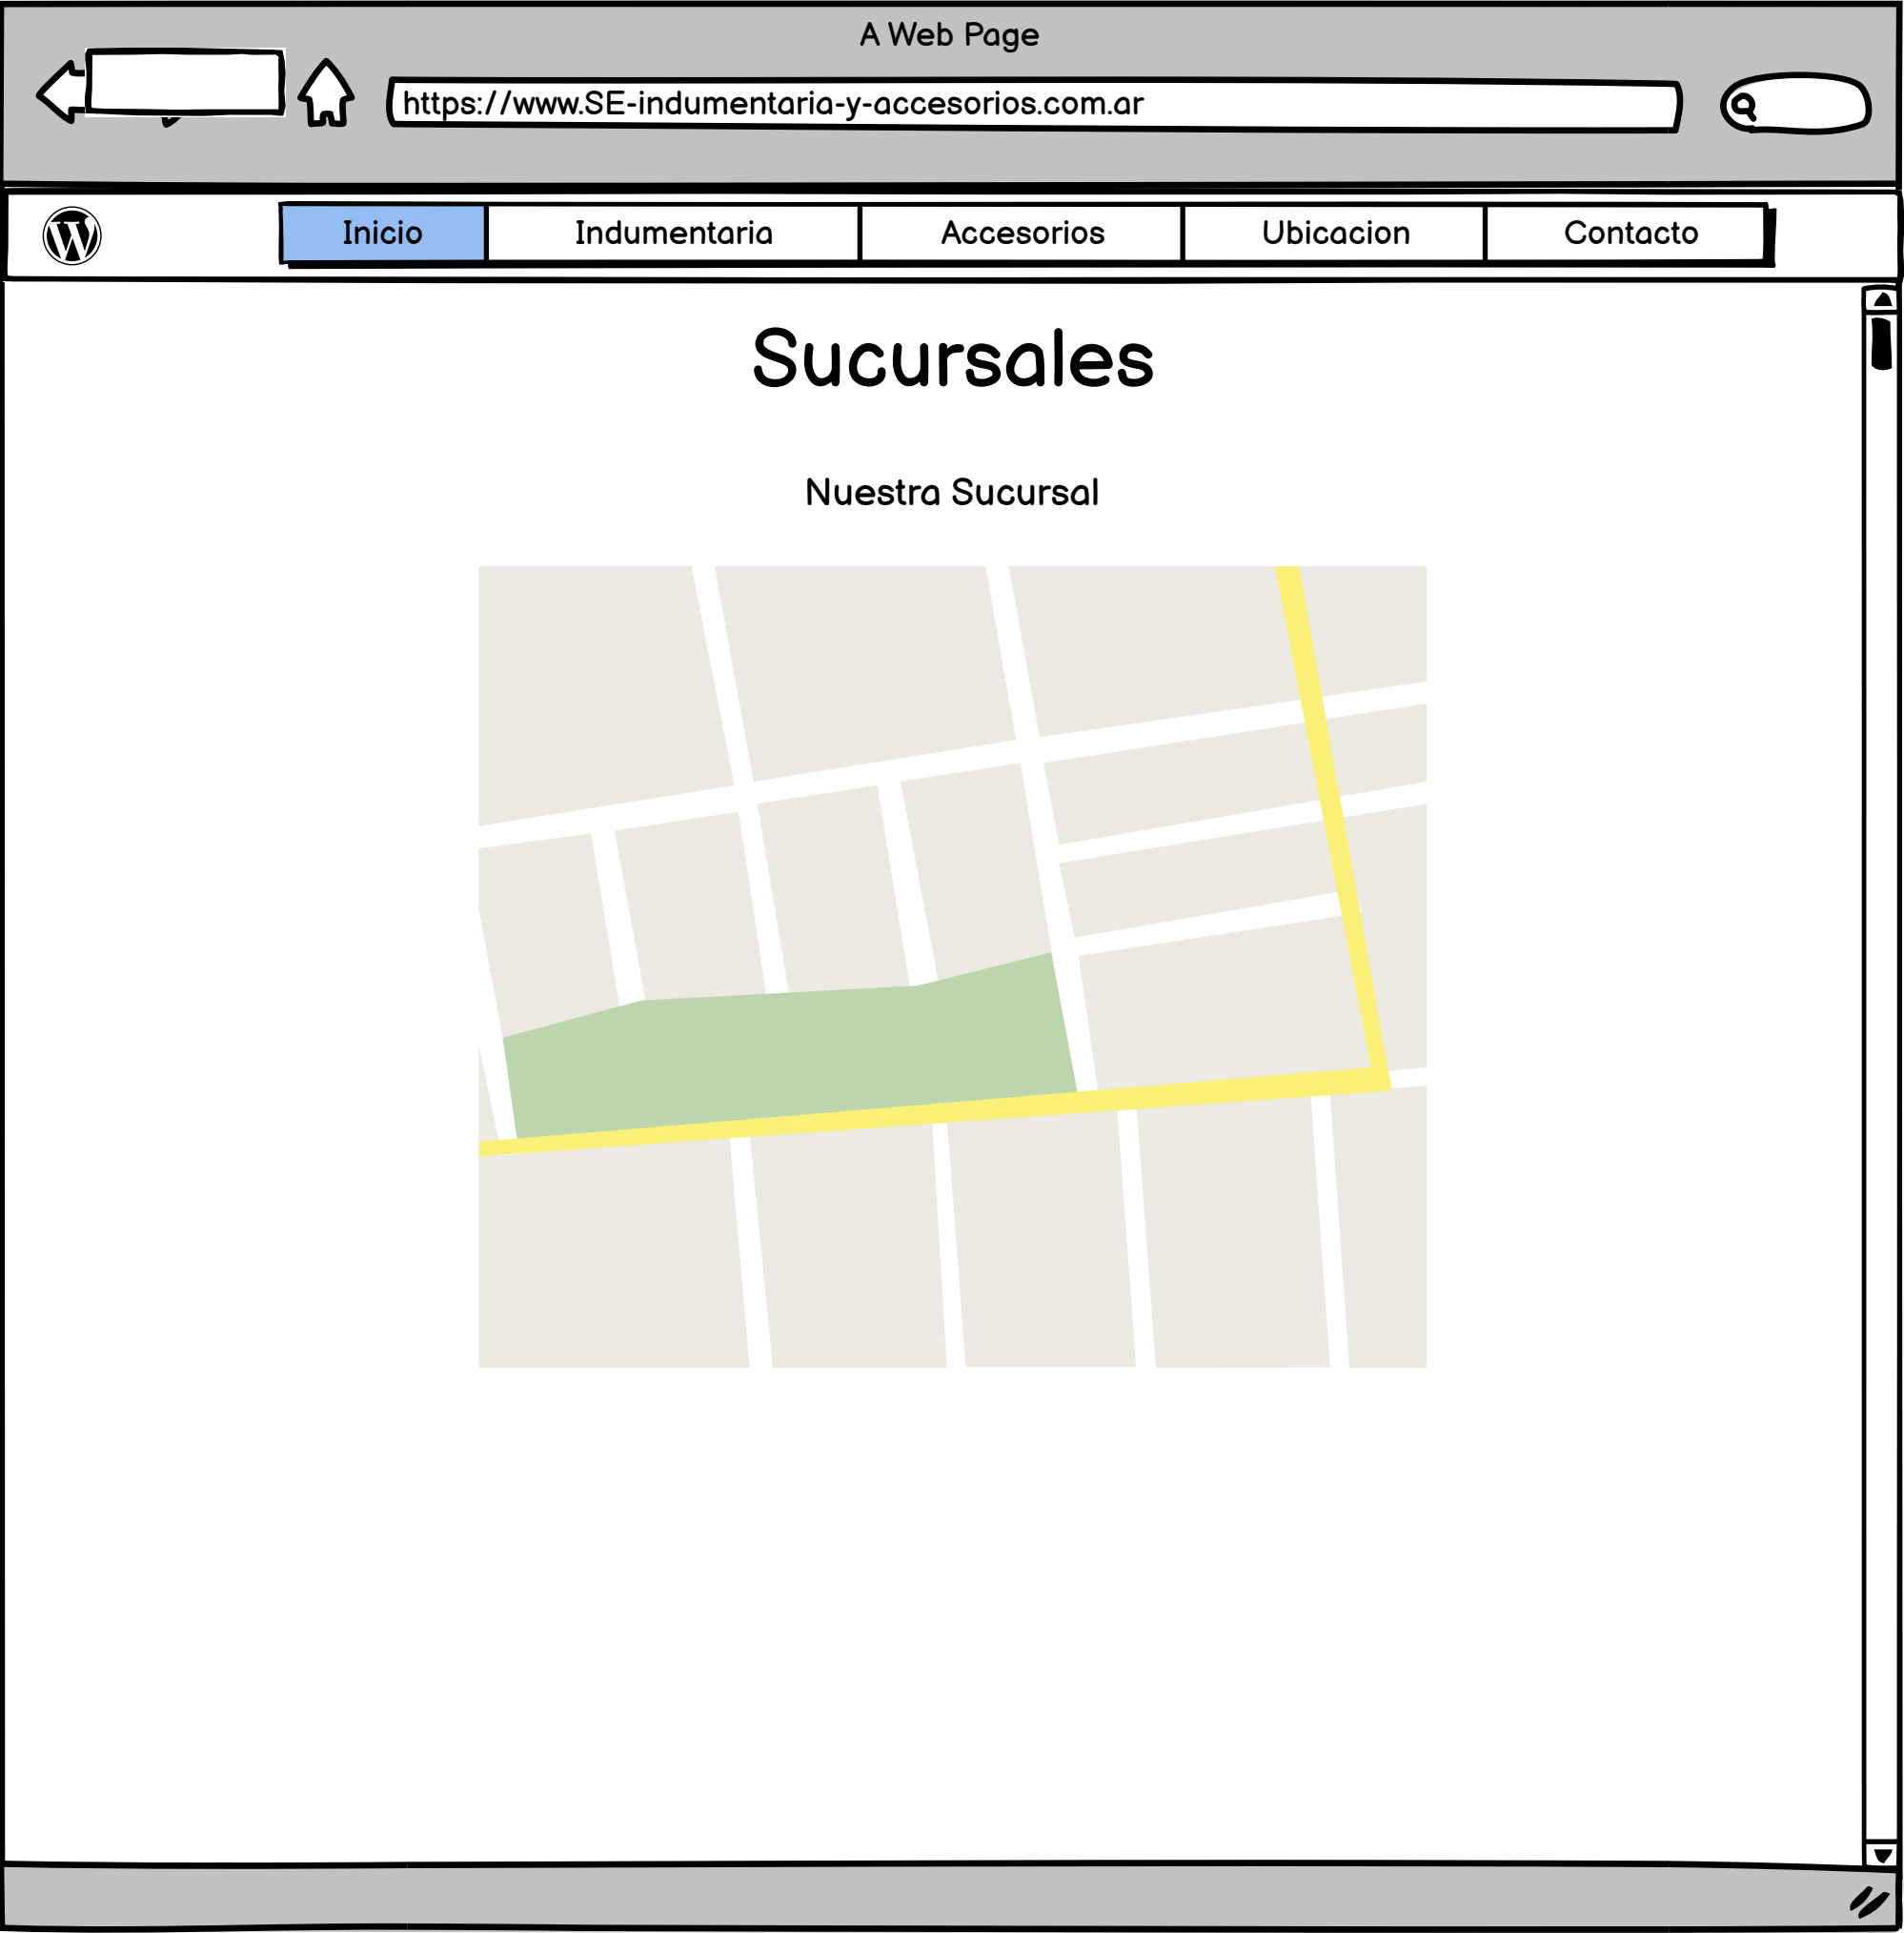 A Web Page
https://www.SE-indumentaria-y-accesorios.com.ar
Inicio Indumentaria Accesorios Ubicacion Contacto
Sucursales
Nuestra Sucursal